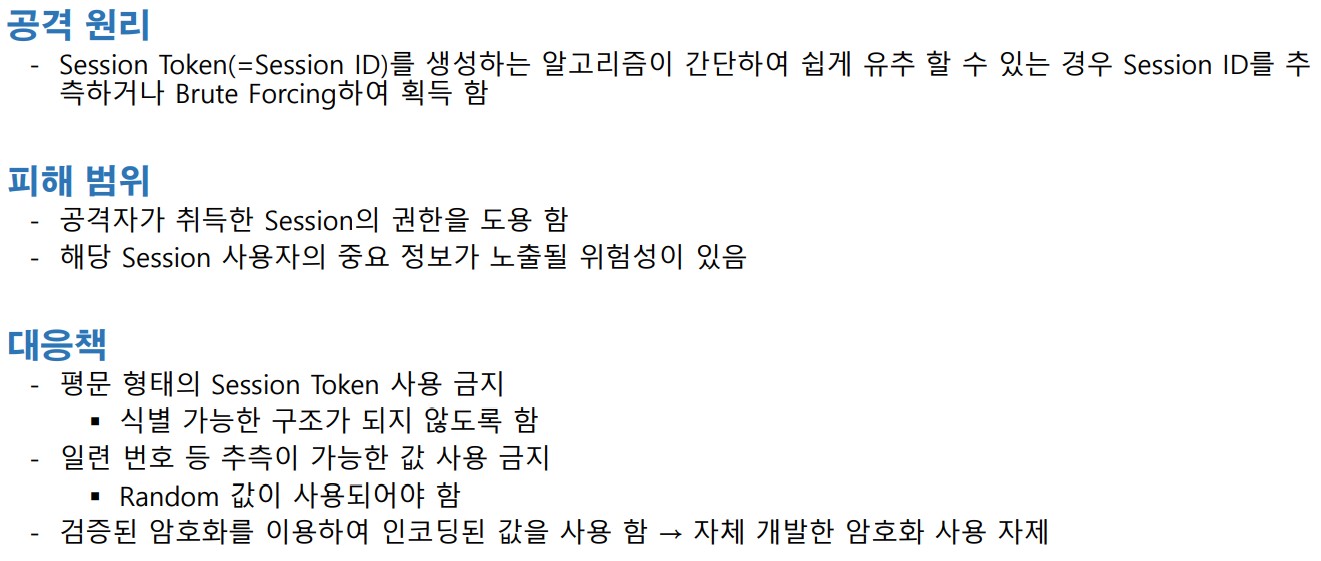 공격 원리
- Session Token(=Session ID)를 생성하는 알고리즘이 간단하여 쉽게 유추 할 수 있는 경우 Session ID를 추
측하거나 Brute Forcing하여 획득 함
피해 범위
- 공격자가 취득한 Session의 권한을 도용 함
- 해당 Session 사용자의 중요 정보가 노출될 위험성이 있음
대응책
- 평문 형태의 Session Token 사용 금지
▪ 식별 가능한 구조가 되지 않도록 함
- 일련 번호 등 추측이 가능한 값 사용 금지
▪ Random 값이 사용되어야 함
- 검증된 암호화를 이용하여 인코딩된 값을 사용 함 → 자체 개발한 암호화 사용 자제